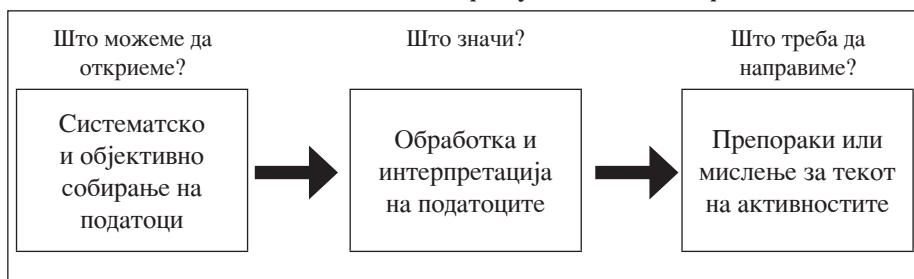 Што можеме да
откриеме?
Што значи?
Што треба да
направиме?
Систематско
и објективно
собирање на
податоци
Обработка и
интерпретација
на податоците
Препораки или
мислење за текот
на активностите